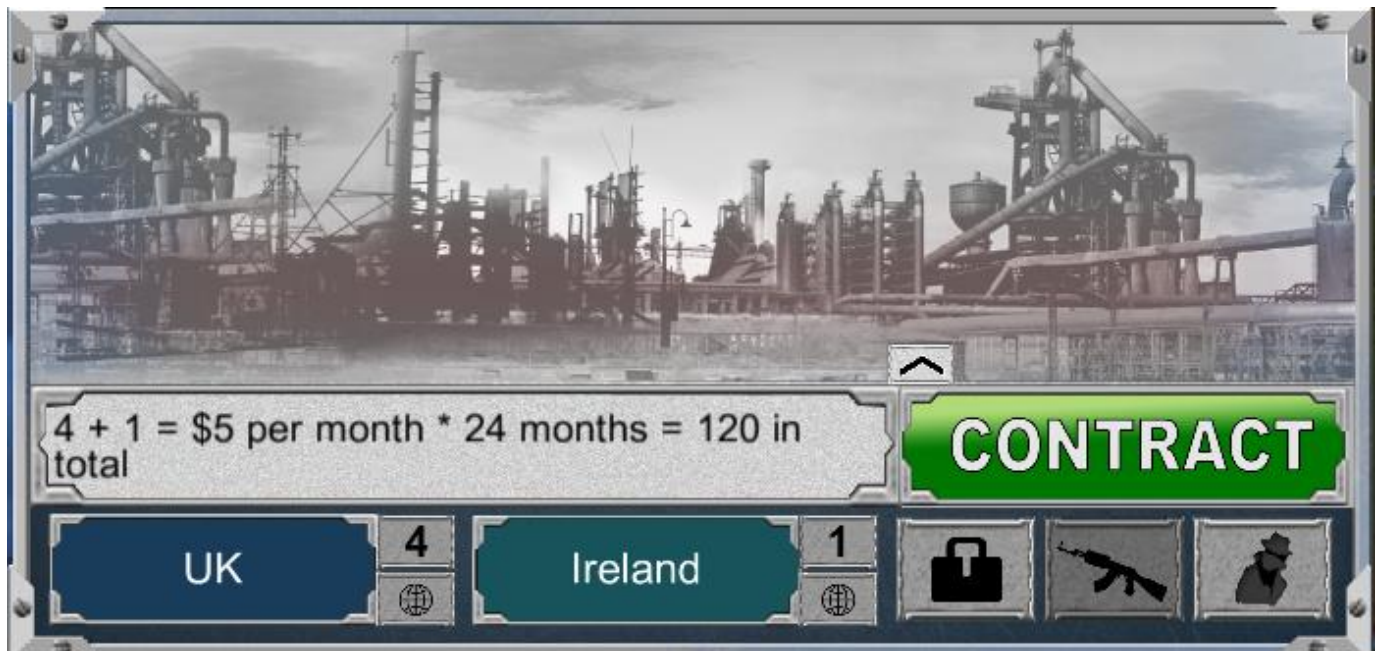 4 + 1 = $5 per month * 24 months = 120 in
total
CONTRACT
UK
4
Ireland
1